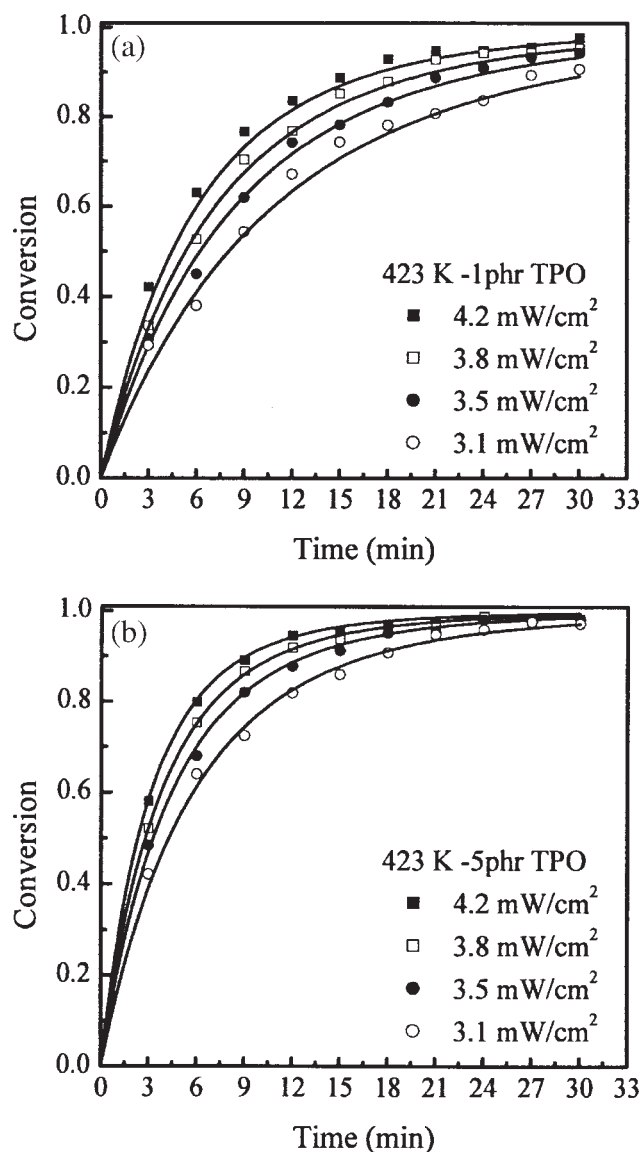 (a)
1.0
0.8
0.6
0.4
0.2
0.0
Conversion
423 K -1phr TPO
4.2 mW/cm²
3.8 mW/cm²
3.5 mW/cm²
3.1 mW/cm²
0 3 6 9 12 15 18 21 24 27 30 33
Time (min)
(b)
1.0
0.8
0.6
0.4
0.2
0.0
Conversion
423 K -5phr TPO
4.2 mW/cm²
3.8 mW/cm²
3.5 mW/cm²
3.1 mW/cm²
0 3 6 9 12 15 18 21 24 27 30 33
Time (min)